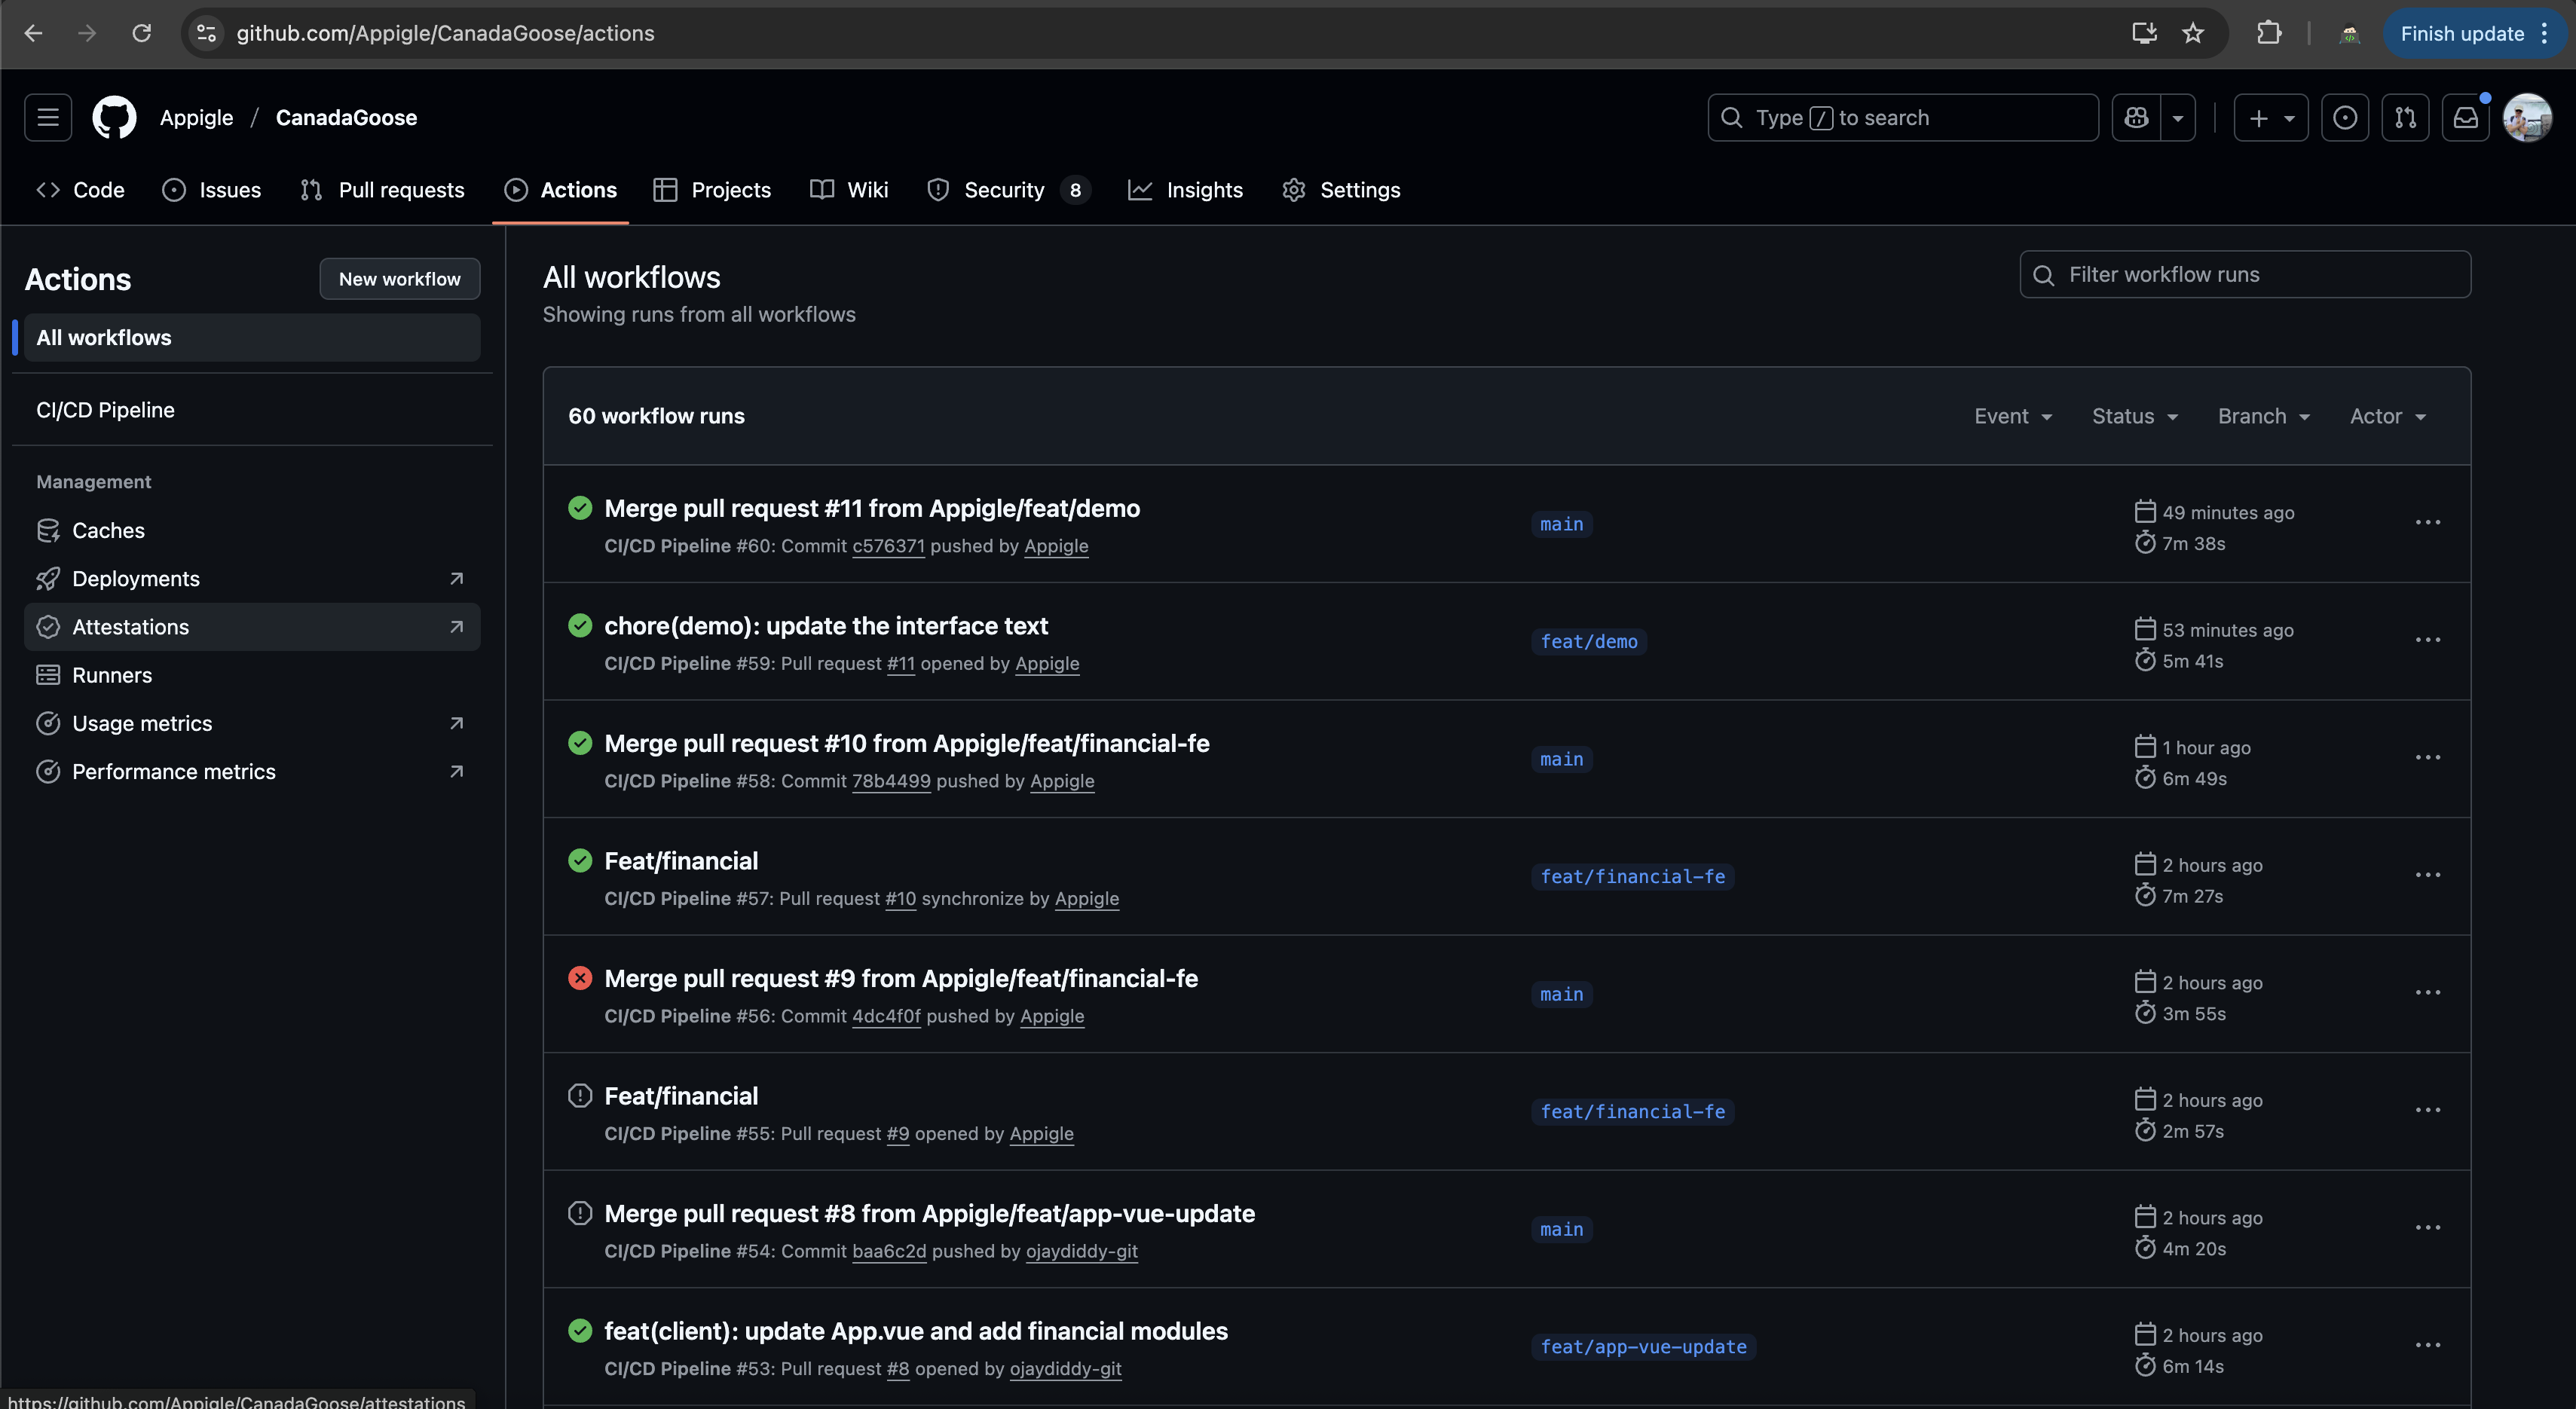 github.com/Appigle/CanadaGoose/actions
Finish update
Appigle / CanadaGoose
Type / to search
Code
Issues
Pull requests
Actions
Projects
Wiki
Security 8
Insights
Settings
Actions
New workflow
All workflows
CI/CD Pipeline
Management
Caches
Deployments
Attestations
Runners
Usage metrics
Performance metrics
All workflows
Showing runs from all workflows
Filter workflow runs
60 workflow runs
Event
Status
Branch
Actor
Merge pull request #11 from Appigle/feat/demo
CI/CD Pipeline #60: Commit c576371 pushed by Appigle
main
49 minutes ago
7m 38s
chore(demo): update the interface text
CI/CD Pipeline #59: Pull request #11 opened by Appigle
feat/demo
53 minutes ago
5m 41s
Merge pull request #10 from Appigle/feat/financial-fe
CI/CD Pipeline #58: Commit 78b4499 pushed by Appigle
main
1 hour ago
6m 49s
Feat/financial
CI/CD Pipeline #57: Pull request #10 synchronize by Appigle
feat/financial-fe
2 hours ago
7m 27s
Merge pull request #9 from Appigle/feat/financial-fe
CI/CD Pipeline #56: Commit 4dc4f0f pushed by Appigle
main
2 hours ago
3m 55s
Feat/financial
CI/CD Pipeline #55: Pull request #9 opened by Appigle
feat/financial-fe
2 hours ago
2m 57s
Merge pull request #8 from Appigle/feat/app-vue-update
CI/CD Pipeline #54: Commit baa6c2d pushed by ojaydiddy-git
main
2 hours ago
4m 20s
feat(client): update App.vue and add financial modules
CI/CD Pipeline #53: Pull request #8 opened by ojaydiddy-git
feat/app-vue-update
2 hours ago
6m 14s
https://github.com/Appigle/CanadaGoose/attestations